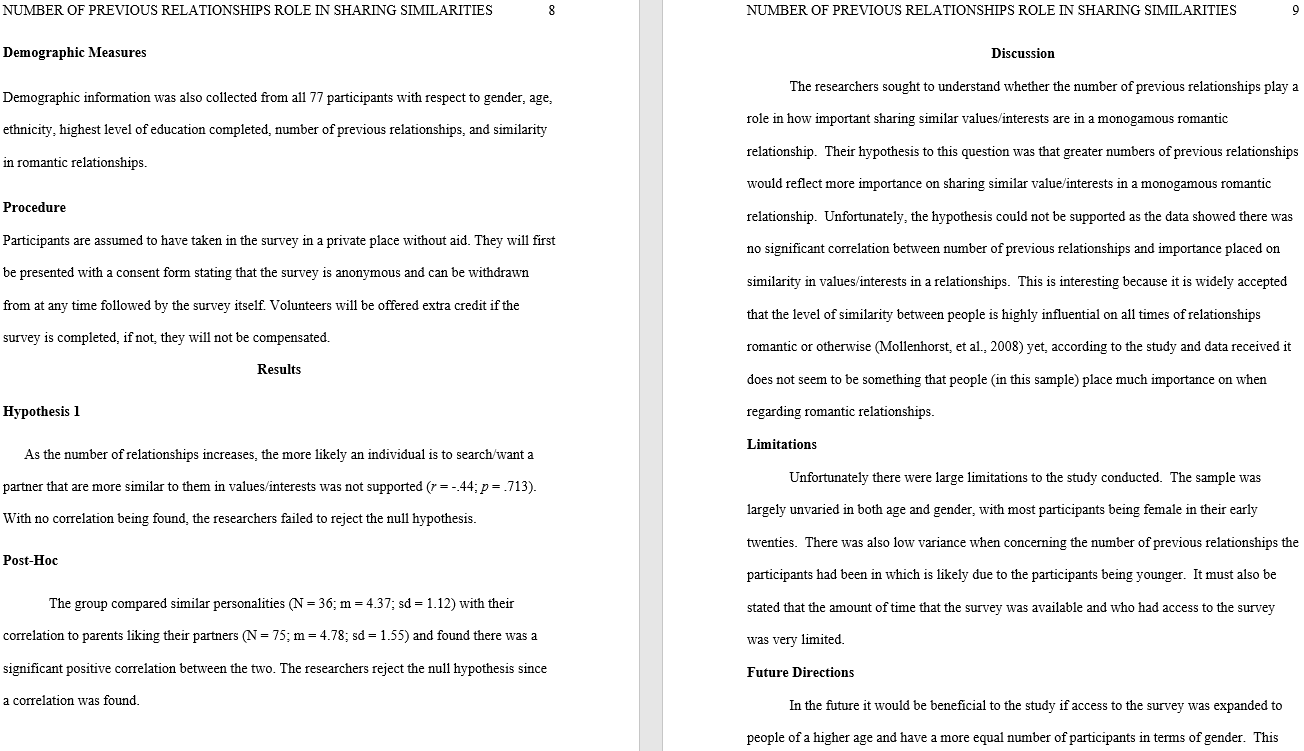 NUMBER OF PREVIOUS RELATIONSHIPS ROLE IN SHARING SIMILARITIES 8
Demographic Measures
Demographic information was also collected from all 77 participants with respect to gender, age,
ethnicity, highest level of education completed, number of previous relationships, and similarity
in romantic relationships.
Procedure
Participants are assumed to have taken in the survey in a private place without aid. They will first
be presented with a consent form stating that the survey is anonymous and can be withdrawn
from at any time followed by the survey itself. Volunteers will be offered extra credit if the
survey is completed, if not, they will not be compensated.
Results
Hypothesis 1
As the number of relationships increases, the more likely an individual is to search/want a
partner that are more similar to them in values/interests was not supported (r = -.44; p = .713).
With no correlation being found, the researchers failed to reject the null hypothesis.
Post-Hoc
The group compared similar personalities (N = 36; m = 4.37; sd = 1.12) with their
correlation to parents liking their partners (N = 75; m = 4.78; sd = 1.55) and found there was a
significant positive correlation between the two. The researchers reject the null hypothesis since
a correlation was found.
NUMBER OF PREVIOUS RELATIONSHIPS ROLE IN SHARING SIMILARITIES 9
Discussion
The researchers sought to understand whether the number of previous relationships play a
role in how important sharing similar values/interests are in a monogamous romantic
relationship.  Their hypothesis to this question was that greater numbers of previous relationships
would reflect more importance on sharing similar value/interests in a monogamous romantic
relationship.  Unfortunately, the hypothesis could not be supported as the data showed there was
no significant correlation between number of previous relationships and importance placed on
similarity in values/interests in a relationships.  This is interesting because it is widely accepted
that the level of similarity between people is highly influential on all times of relationships
romantic or otherwise (Mollenhorst, et al., 2008) yet, according to the study and data received it
does not seem to be something that people (in this sample) place much importance on when
regarding romantic relationships.
Limitations
Unfortunately there were large limitations to the study conducted.  The sample was
largely unvaried in both age and gender, with most participants being female in their early
twenties.  There was also low variance when concerning the number of previous relationships the
participants had been in which is likely due to the participants being younger.  It must also be
stated that the amount of time that the survey was available and who had access to the survey
was very limited.
Future Directions
In the future it would be beneficial to the study if access to the survey was expanded to
people of a higher age and have a more equal number of participants in terms of gender.  This